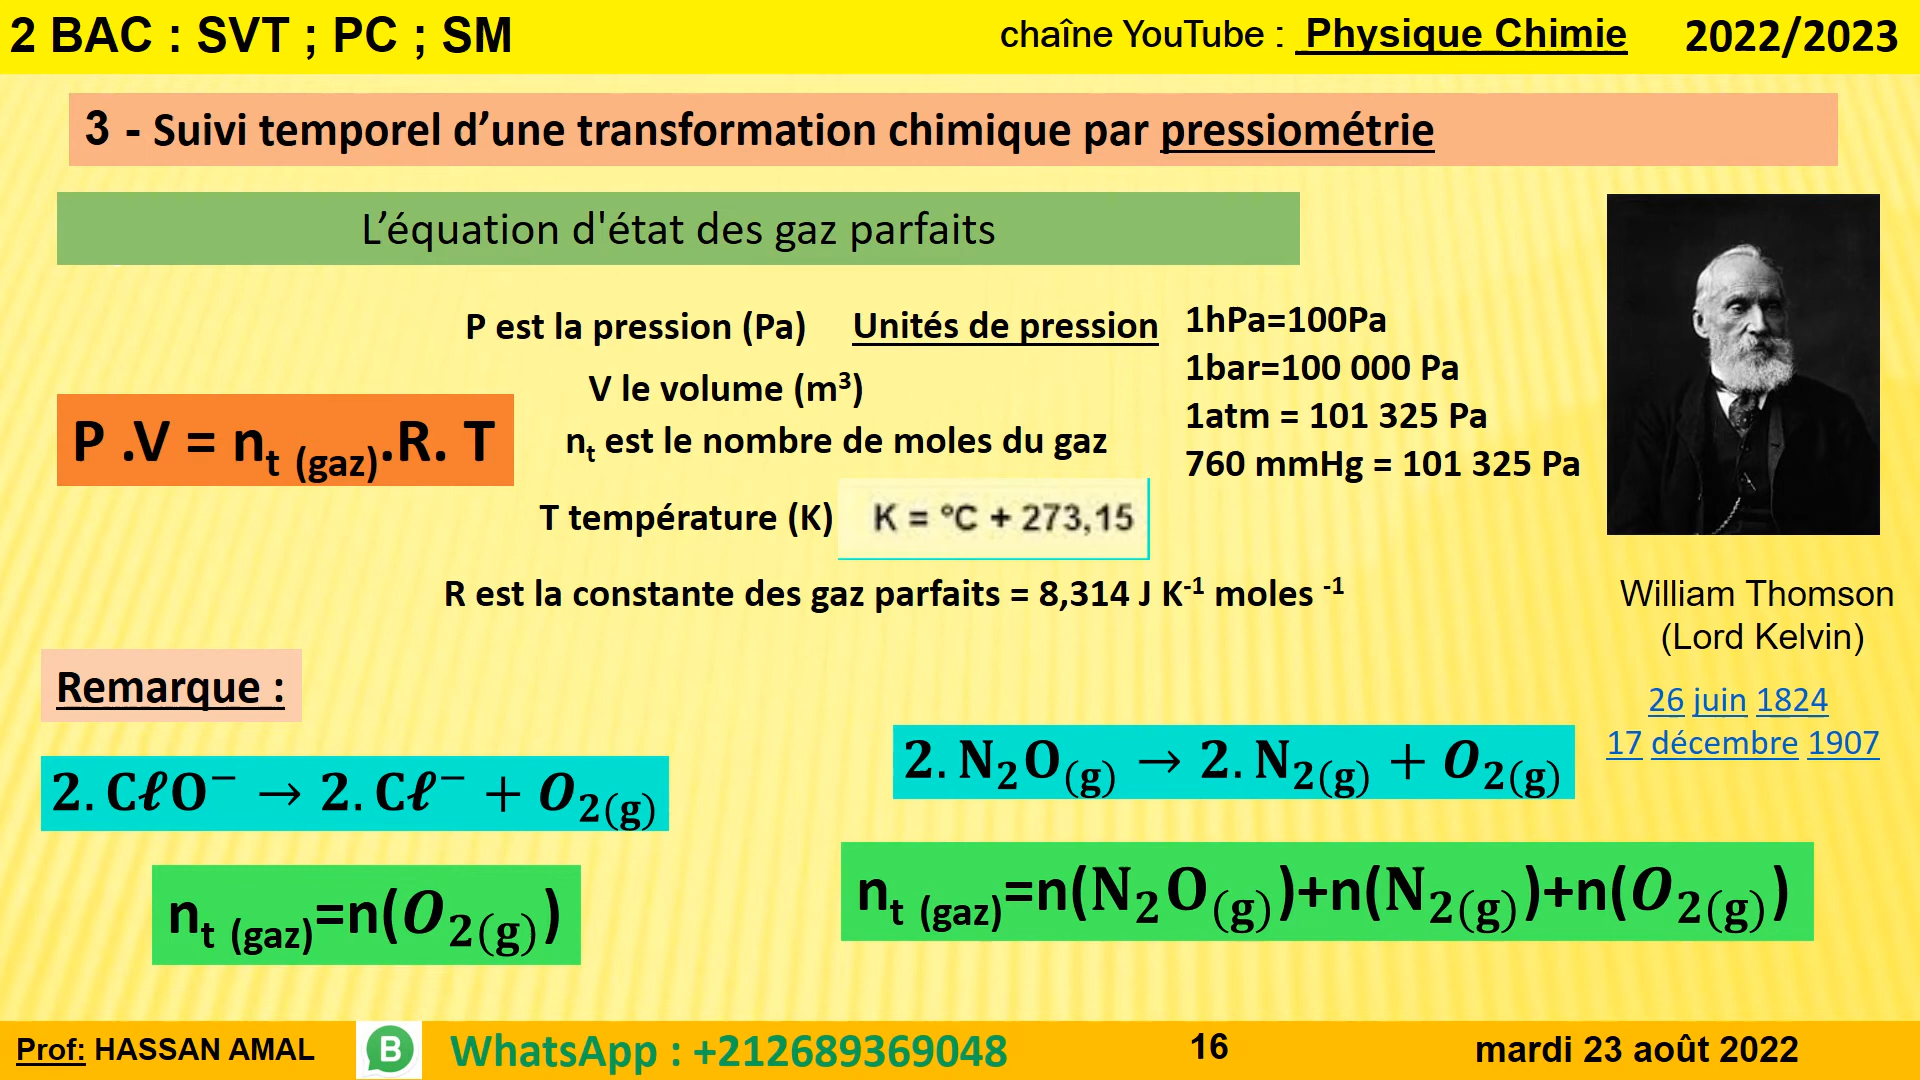 2 BAC : SVT ; PC ; SM
chaîne YouTube : Physique Chimie
2022/2023
3 - Suivi temporel d’une transformation chimique par pressiométrie
L’équation d'état des gaz parfaits
P est la pression (Pa)
Unités de pression
1hPa=100Pa
1bar=100 000 Pa
1atm = 101 325 Pa
760 mmHg = 101 325 Pa
V le volume (m³)
P .V = nt (gaz).R. T
nt est le nombre de moles du gaz
T température (K)
K = °C + 273,15
R est la constante des gaz parfaits = 8,314 J K⁻¹ moles ⁻¹
William Thomson
(Lord Kelvin)
26 juin 1824
17 décembre 1907
Remarque :
2. CℓO⁻ → 2. Cℓ⁻ + O₂(g)
nt (gaz)=n(O₂(g))
2. N₂O(g) → 2. N₂(g) + O₂(g)
nt (gaz)=n(N₂O(g))+n(N₂(g))+n(O₂(g))
Prof: HASSAN AMAL
B
WhatsApp : +212689369048
16
mardi 23 août 2022